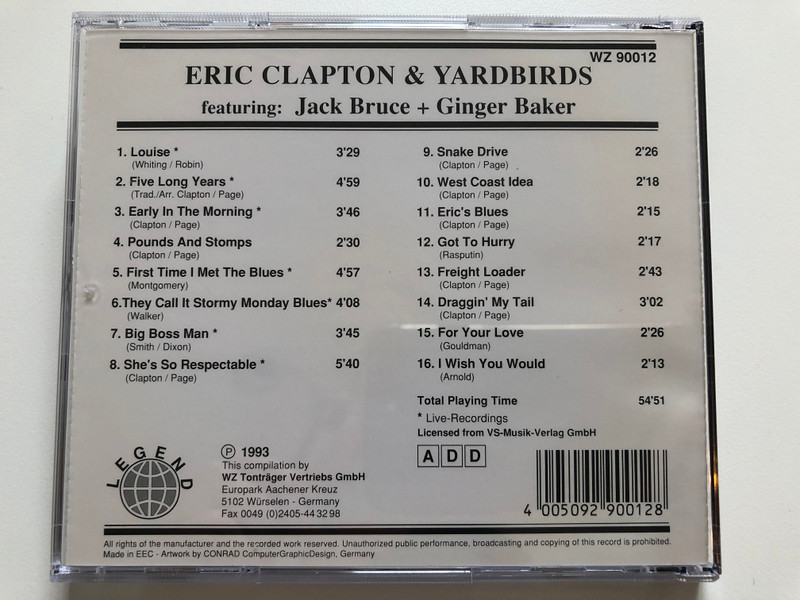 WZ 90012
ERIC CLAPTON & YARDBIRDS
featuring: Jack Bruce + Ginger Baker
1. Louise * 3'29
(Whiting / Robin)
2. Five Long Years * 4'59
(Trad./Arr. Clapton / Page)
3. Early In The Morning * 3'46
(Clapton / Page)
4. Pounds And Stomps 2'30
(Clapton / Page)
5. First Time I Met The Blues * 4'57
(Montgomery)
6.They Call It Stormy Monday Blues* 4'08
(Walker)
7. Big Boss Man * 3'45
(Smith / Dixon)
8. She's So Respectable * 5'40
(Clapton / Page)
9. Snake Drive 2'26
(Clapton / Page)
10. West Coast Idea 2'18
(Clapton / Page)
11. Eric's Blues 2'15
(Clapton / Page)
12. Got To Hurry 2'17
(Rasputin)
13. Freight Loader 2'43
(Clapton / Page)
14. Draggin' My Tail 3'02
(Clapton / Page)
15. For Your Love 2'26
(Gouldman)
16. I Wish You Would 2'13
(Arnold)
Total Playing Time 54'51
* Live-Recordings
Licensed from VS-Musik-Verlag GmbH
A D D
LEGEND
℗ 1993
This compilation by
WZ Tonträger Vertriebs GmbH
Europark Aachener Kreuz
5102 Würselen - Germany
Fax 0049 (0)2405-44 32 98
4 005092 900128
All rights of the manufacturer and the recorded work reserved. Unauthorized public performance, broadcasting and copying of this record is prohibited.
Made in EEC - Artwork by CONRAD ComputerGraphicDesign, Germany